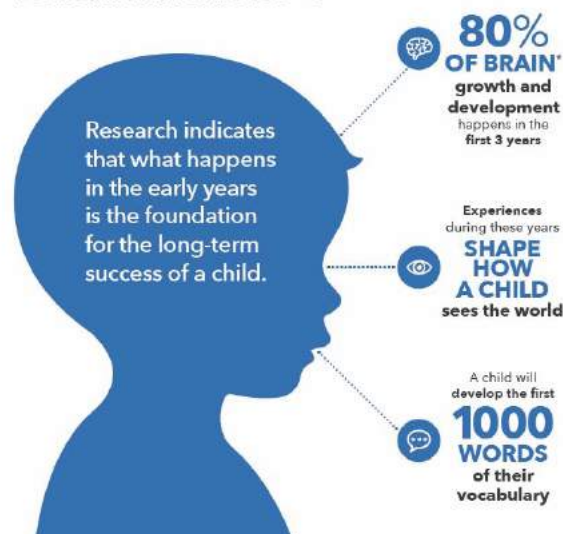 Research indicates
that what happens
in the early years
is the foundation
for the long-term
success of a child.
80%
OF BRAIN*
growth and
development
happens in the
first 3 years
Experiences
during these years
SHAPE
HOW
A CHILD
sees the world
A child will
develop the first
1000
WORDS
of their
vocabulary